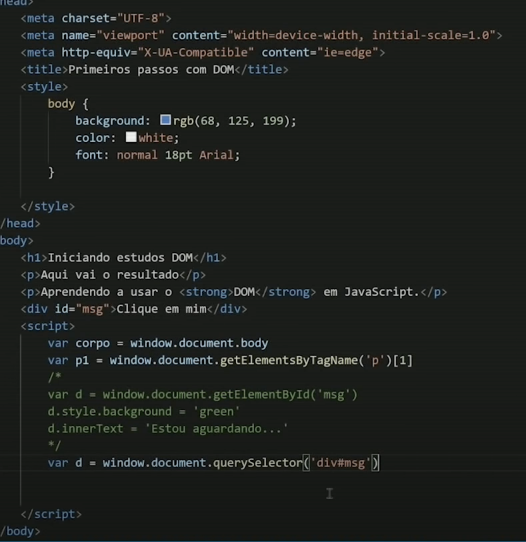 head>
<meta charset="UTF-8">
<meta name="viewport" content="width=device-width, initial-scale=1.0">
<meta http-equiv="X-UA-Compatible" content="ie=edge">
<title>Primeiros passos com DOM</title>
<style>
body {
background: rgb(68, 125, 199);
color: white;
font: normal 18pt Arial;
}
</style>
/head>
body>
<h1>Iniciando estudos DOM</h1>
<p>Aqui vai o resultado</p>
<p>Aprendendo a usar o <strong>DOM</strong> em JavaScript.</p>
<div id="msg">Clique em mim</div>
<script>
var corpo = window.document.body
var p1 = window.document.getElementsByTagName('p')[1]
/*
var d = window.document.getElementById('msg')
d.style.background = 'green'
d.innerText = 'Estou aguardando...'
*/
var d = window.document.querySelector('div#msg')
</script>
/body>